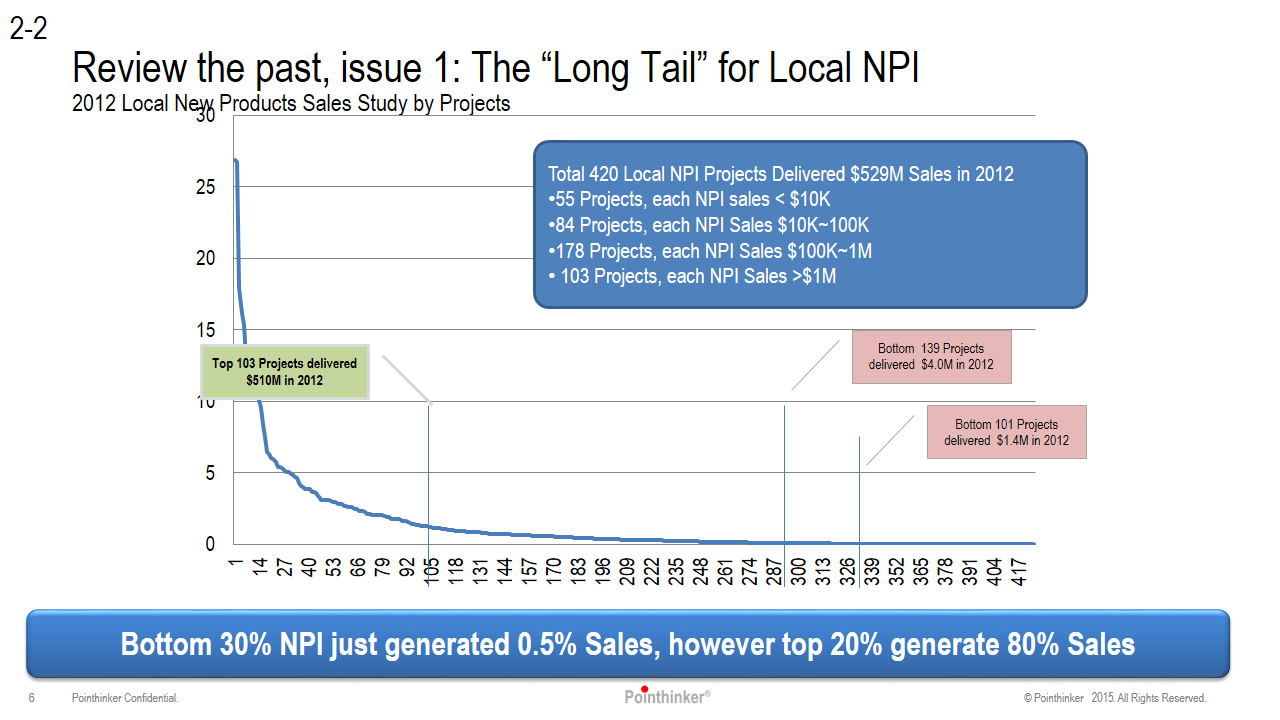 2-2
Review the past, issue 1: The “Long Tail” for Local NPI
2012 Local New Products Sales Study by Projects
30
25
20
15
10
5
0
Total 420 Local NPI Projects Delivered $529M Sales in 2012
•55 Projects, each NPI sales < $10K
•84 Projects, each NPI Sales $10K~100K
•178 Projects, each NPI Sales $100K~1M
• 103 Projects, each NPI Sales >$1M
Top 103 Projects delivered
$510M in 2012
Bottom 139 Projects
delivered $4.0M in 2012
Bottom 101 Projects
delivered $1.4M in 2012
1 14 27 40 53 66 79 92 105 118 131 144 157 170 183 196 209 222 235 248 261 274 287 300 313 326 339 352 365 378 391 404 417
Bottom 30% NPI just generated 0.5% Sales, however top 20% generate 80% Sales
6 Pointhinker Confidential. Pointhinker® © Pointhinker 2015. All Rights Reserved.